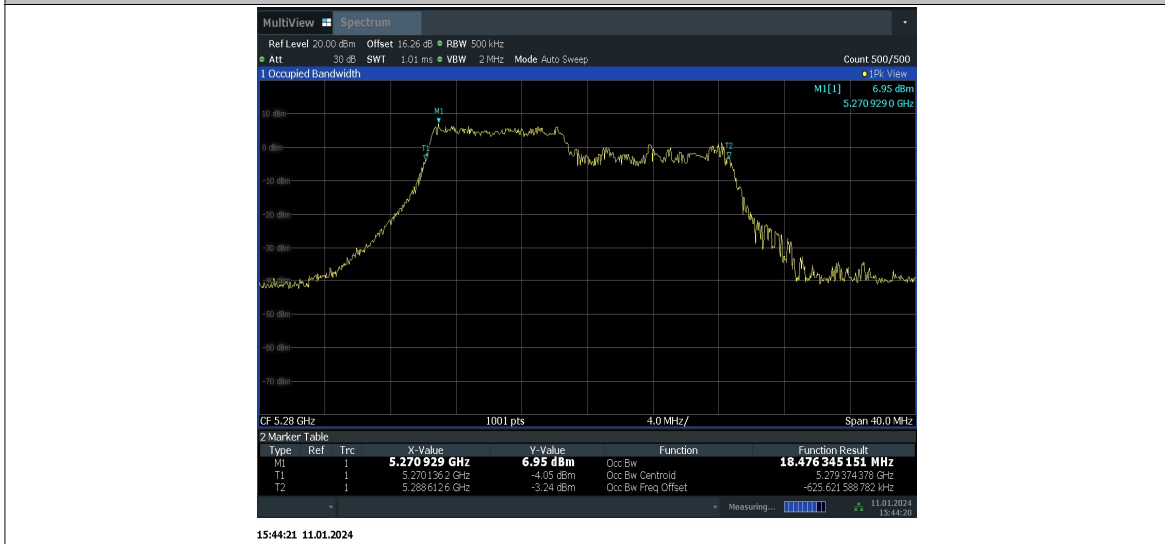 MultiView Spectrum
Ref Level 20.00 dBm Offset 16.26 dB RBW 500 kHz
Att 30 dB SWT 1.01 ms VBW 2 MHz Mode Auto Sweep Count 500/500
1 Occupied Bandwidth 1Pk View
M1[1] 6.95 dBm
5.270 929 0 GHz
10 dBm
M1
0 dBm
T1
T2
-10 dBm
-20 dBm
-30 dBm
-40 dBm
-50 dBm
-60 dBm
-70 dBm
CF 5.28 GHz 1001 pts 4.0 MHz/ Span 40.0 MHz
2 Marker Table
Type Ref Trc X-Value Y-Value Function Function Result
M1 1 5.270 929 GHz 6.95 dBm Occ Bw 18.476 345 151 MHz
T1 1 5.270 136 2 GHz -4.05 dBm Occ Bw Centroid 5.279 374 378 GHz
T2 1 5.288 612 6 GHz -3.24 dBm Occ Bw Freq Offset -625.621 588 782 kHz
Measuring... 11.01.2024
15:44:20
15:44:21 11.01.2024